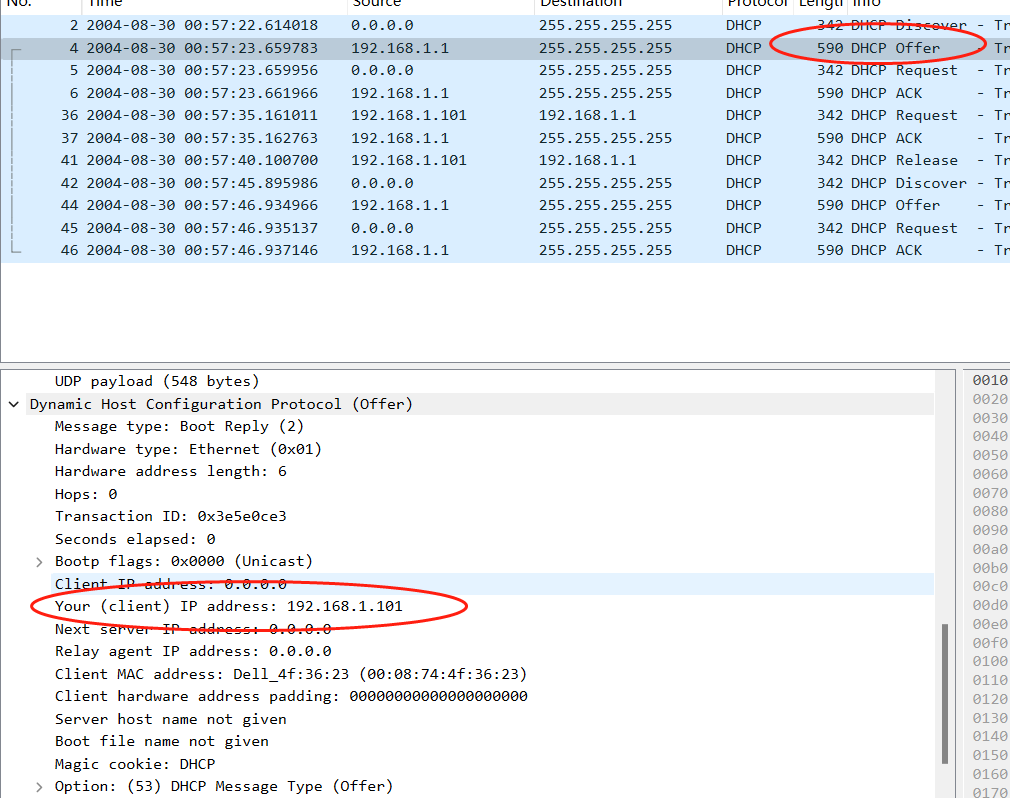 No. Time Source Destination Protocol Lengtl Info
2 2004-08-30 00:57:22.614018 0.0.0.0 255.255.255.255 DHCP 342 DHCP Discover - Tr
4 2004-08-30 00:57:23.659783 192.168.1.1 255.255.255.255 DHCP 590 DHCP Offer - Tr
5 2004-08-30 00:57:23.659956 0.0.0.0 255.255.255.255 DHCP 342 DHCP Request - Tr
6 2004-08-30 00:57:23.661966 192.168.1.1 255.255.255.255 DHCP 590 DHCP ACK - Tr
36 2004-08-30 00:57:35.161011 192.168.1.101 192.168.1.1 DHCP 342 DHCP Request - Tr
37 2004-08-30 00:57:35.162763 192.168.1.1 255.255.255.255 DHCP 590 DHCP ACK - Tr
41 2004-08-30 00:57:40.100700 192.168.1.101 192.168.1.1 DHCP 342 DHCP Release - Tr
42 2004-08-30 00:57:45.895986 0.0.0.0 255.255.255.255 DHCP 342 DHCP Discover - Tr
44 2004-08-30 00:57:46.934966 192.168.1.1 255.255.255.255 DHCP 590 DHCP Offer - Tr
45 2004-08-30 00:57:46.935137 0.0.0.0 255.255.255.255 DHCP 342 DHCP Request - Tr
46 2004-08-30 00:57:46.937146 192.168.1.1 255.255.255.255 DHCP 590 DHCP ACK - Tr
UDP payload (548 bytes)
Dynamic Host Configuration Protocol (Offer)
Message type: Boot Reply (2)
Hardware type: Ethernet (0x01)
Hardware address length: 6
Hops: 0
Transaction ID: 0x3e5e0ce3
Seconds elapsed: 0
Bootp flags: 0x0000 (Unicast)
Client IP address: 0.0.0.0
Your (client) IP address: 192.168.1.101
Next server IP address: 0.0.0.0
Relay agent IP address: 0.0.0.0
Client MAC address: Dell_4f:36:23 (00:08:74:4f:36:23)
Client hardware address padding: 00000000000000000000
Server host name not given
Boot file name not given
Magic cookie: DHCP
Option: (53) DHCP Message Type (Offer)
0010
0020
0030
0040
0050
0060
0070
0080
0090
00a0
00b0
00c0
00d0
00e0
00f0
0100
0110
0120
0130
0140
0150
0160
0170